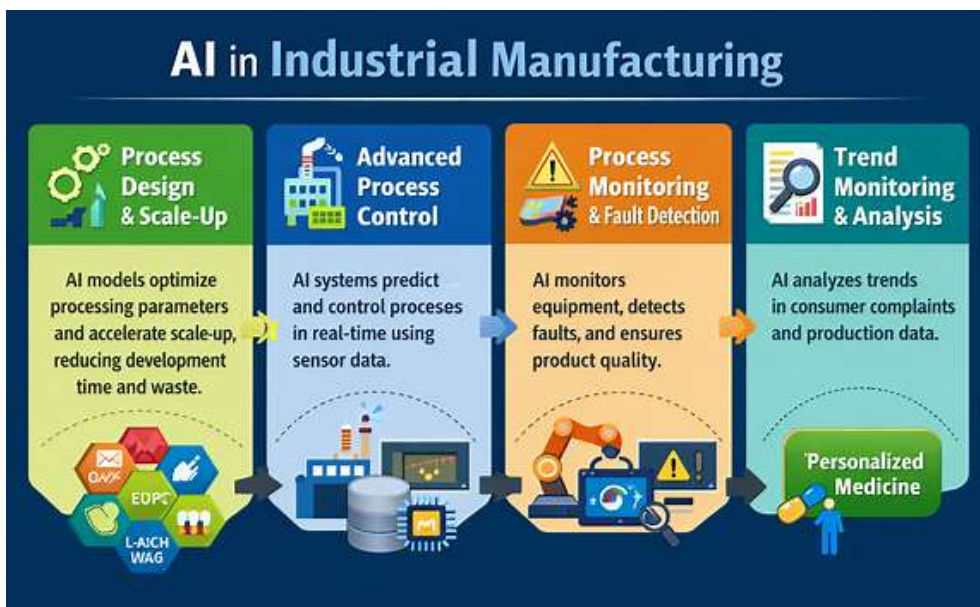 AI in Industrial Manufacturing
Process
Design
& Scale-Up
AI models optimize
processing parameters
and accelerate scale-up,
reducing development
time and waste.
EDPC
L-AICH
WAG
Advanced
Process
Control
AI systems predict
and control proceses
in real-time using
sensor data.
Process
Monitoring
& Fault Detection
AI monitors
equipment, detects
faults, and ensures
product quality.
Trend
Monitoring
& Analysis
AI analyzes trends
in consumer complaints
and production data.
'Personalized
Medicine